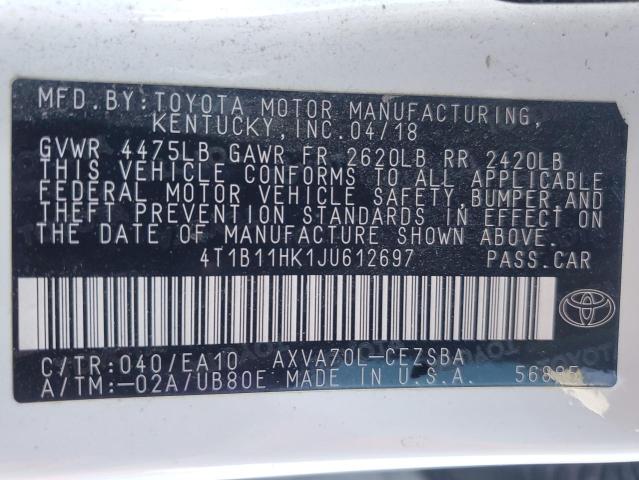 MFD.BY:TOYOTA MOTOR MANUFACTURING,
KENTUCKY,INC.04/18
GVWR 4475LB GAWR FR 2620LB RR 2420LB
THIS VEHICLE CONFORMS TO ALL APPLICABLE
FEDERAL MOTOR VEHICLE SAFETY,BUMPER,AND
THEFT PREVENTION STANDARDS IN EFFECT ON
THE DATE OF MANUFACTURE SHOWN ABOVE.
4T1B11HK1JU612697 PASS.CAR
C/TR:040/EA10 AXVA70L-CEZSBA
A/TM:-02A/UB80E MADE IN U.S.A.